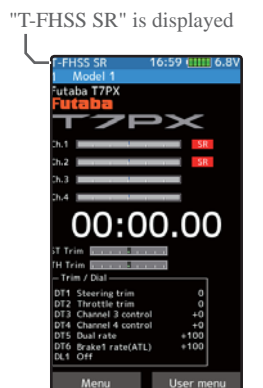 "T-FHSS SR" is displayed
T-FHSS SR 16:59 6.8V
1 Model 1
Futaba T7PX
Futaba
T7PX
Ch.1 SR
Ch.2 SR
Ch.3
Ch.4
00:00.00
ST Trim 5
TH Trim 5
Trim / Dial
DT1 Steering trim 0
DT2 Throttle trim 0
DT3 Channel 3 control +0
DT4 Channel 4 control +0
DT5 Dual rate +100
DT6 Brake1 rate(ATL) +100
DL1 Off
Menu User menu